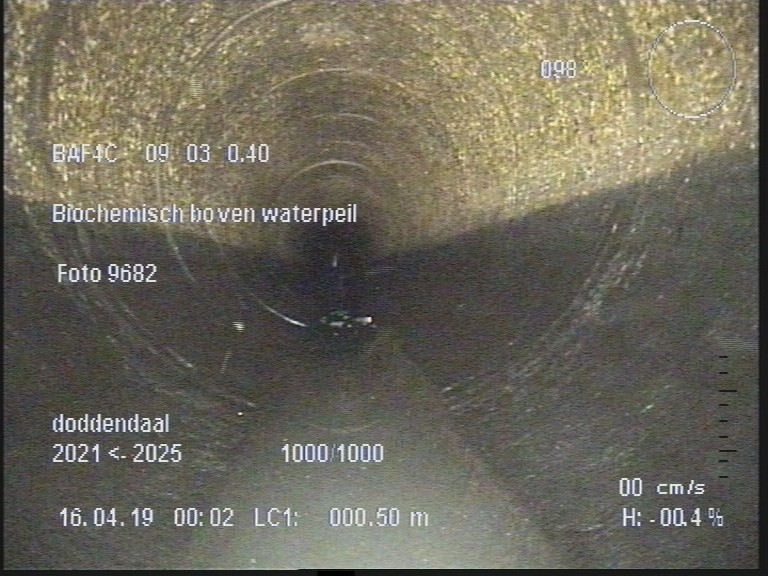 098
BAF4C 09 03 0.40
Biochemisch boven waterpeil
Foto 9682
doddendaal
2021 <- 2025 1000/1000
00 cm/s
16.04.19 00:02 LC1: 000.50 m H: -00.4 %